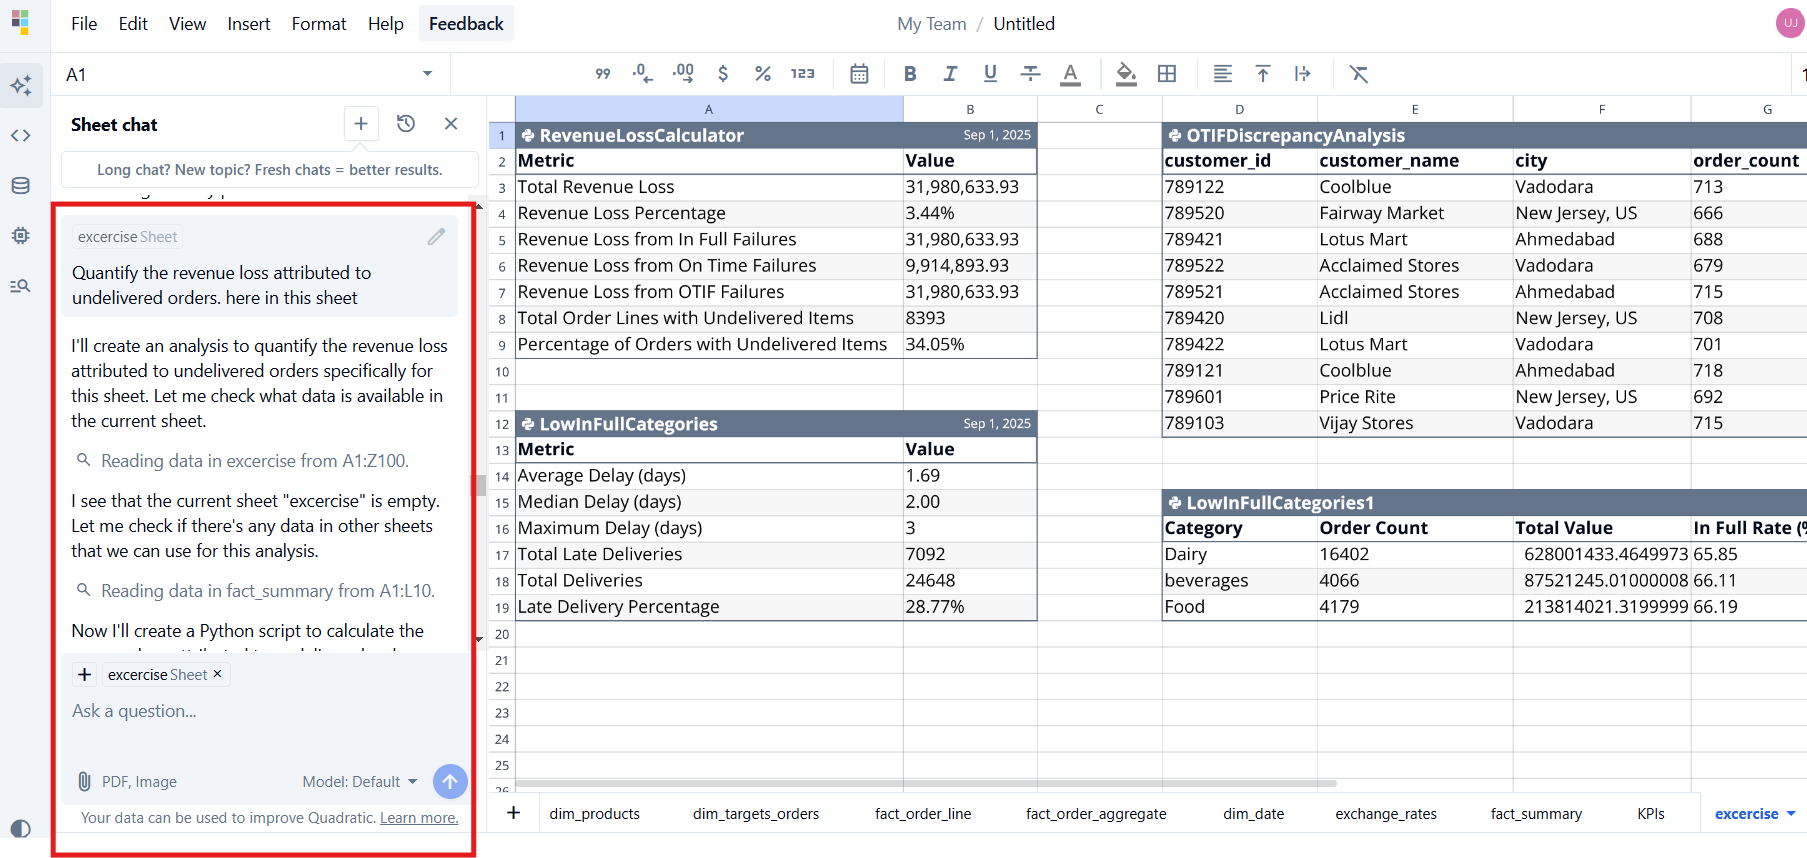 File Edit View Insert Format Help Feedback
My Team / Untitled
UJ
A1
99 .0 .00 $ % 123 B I U A
Sheet chat
Long chat? New topic? Fresh chats = better results.
excercise Sheet
Quantify the revenue loss attributed to
undelivered orders. here in this sheet
I'll create an analysis to quantify the revenue loss
attributed to undelivered orders specifically for
this sheet. Let me check what data is available in
the current sheet.
Reading data in excercise from A1:Z100.
I see that the current sheet "excercise" is empty.
Let me check if there's any data in other sheets
that we can use for this analysis.
Reading data in fact_summary from A1:L10.
Now I'll create a Python script to calculate the
excercise Sheet ×
Ask a question...
PDF, Image Model: Default
Your data can be used to improve Quadratic. Learn more.
A B C D E F G
1 RevenueLossCalculator Sep 1, 2025 OTIFDiscrepancyAnalysis
2 Metric Value customer_id customer_name city order_count
3 Total Revenue Loss 31,980,633.93 789122 Coolblue Vadodara 713
4 Revenue Loss Percentage 3.44% 789520 Fairway Market New Jersey, US 666
5 Revenue Loss from In Full Failures 31,980,633.93 789421 Lotus Mart Ahmedabad 688
6 Revenue Loss from On Time Failures 9,914,893.93 789522 Acclaimed Stores Vadodara 679
7 Revenue Loss from OTIF Failures 31,980,633.93 789521 Acclaimed Stores Ahmedabad 715
8 Total Order Lines with Undelivered Items 8393 789420 Lidl New Jersey, US 708
9 Percentage of Orders with Undelivered Items 34.05% 789422 Lotus Mart Vadodara 701
10 789121 Coolblue Ahmedabad 718
11 789601 Price Rite New Jersey, US 692
12 LowInFullCategories Sep 1, 2025 789103 Vijay Stores Vadodara 715
13 Metric Value
14 Average Delay (days) 1.69
15 Median Delay (days) 2.00 LowInFullCategories1
16 Maximum Delay (days) 3 Category Order Count Total Value In Full Rate (%
17 Total Late Deliveries 7092 Dairy 16402 628001433.4649973 65.85
18 Total Deliveries 24648 beverages 4066 87521245.01000008 66.11
19 Late Delivery Percentage 28.77% Food 4179 213814021.3199999 66.19
20
21
22
23
24
25
26
+ dim_products dim_targets_orders fact_order_line fact_order_aggregate dim_date exchange_rates fact_summary KPIs excercise